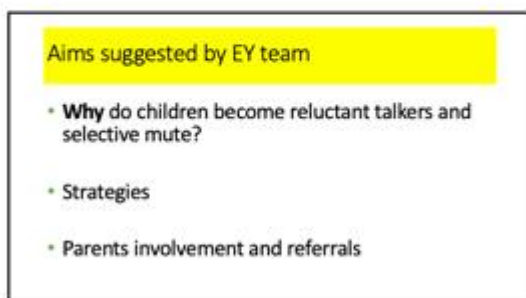 Aims suggested by EY team
• Why do children become reluctant talkers and
selective mute?
• Strategies
• Parents involvement and referrals